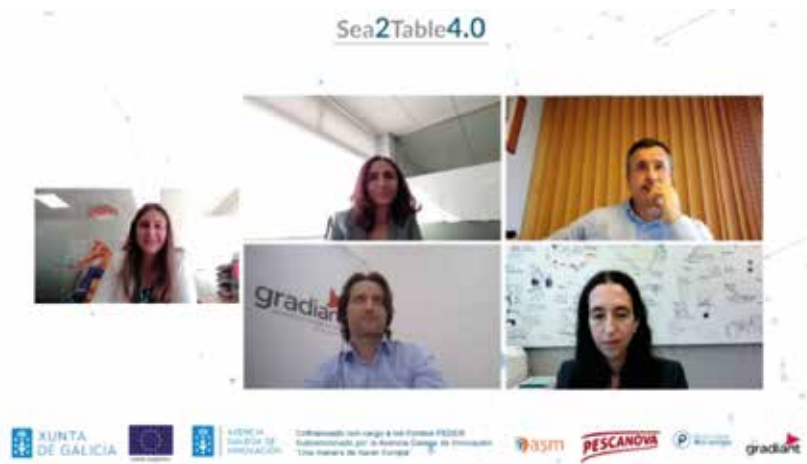 Sea2Table4.0
gradiant
XUNTA
DE GALICIA
AXENCIA
GALEGA DE
INNOVACIÓN
Cofinanciado con cargo a los Fondos FEDER
Subvencionado por la Axencia Galega de Innovación
"Una manera de hacer Europa"
asm
PESCANOVA
gradiant